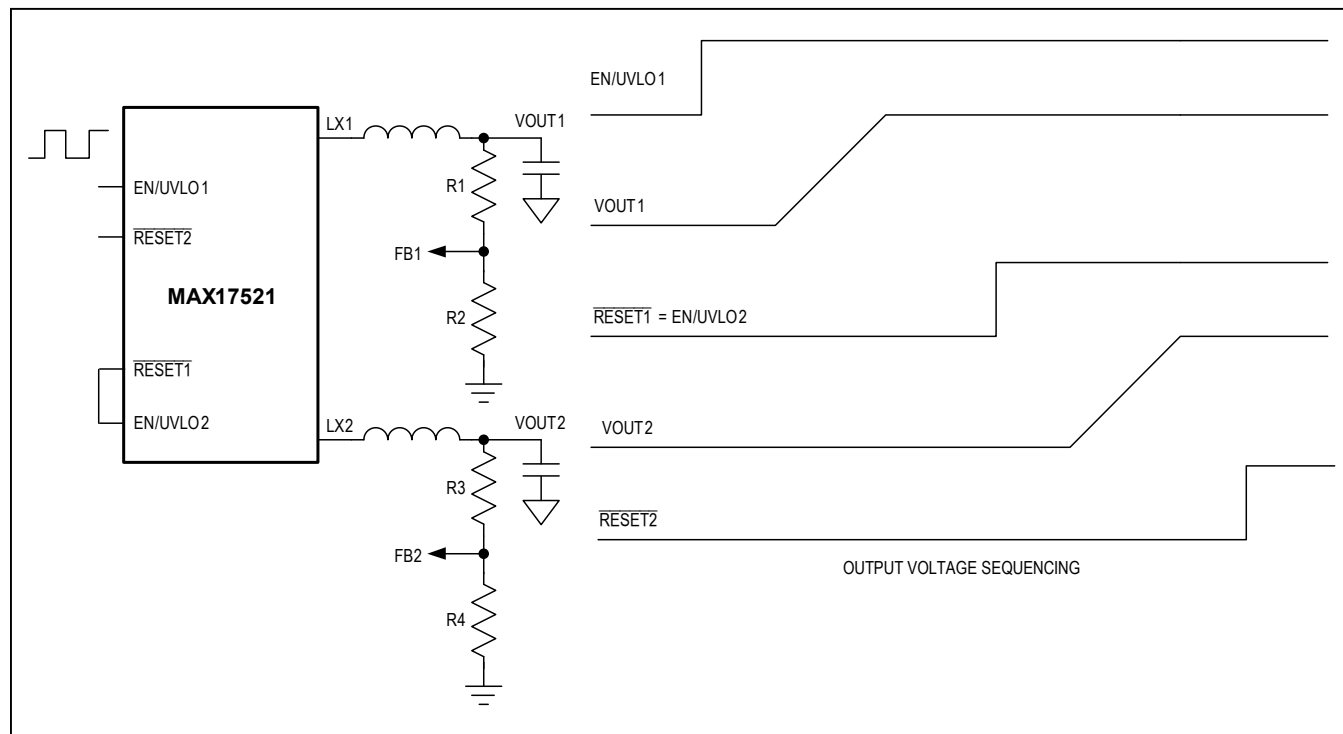 EN/UVLO1
RESET2
MAX17521
RESET1
EN/UVLO2
LX1
VOUT1
R1
FB1
R2
LX2
VOUT2
R3
FB2
R4
EN/UVLO1
VOUT1
RESET1 = EN/UVLO2
VOUT2
RESET2
OUTPUT VOLTAGE SEQUENCING